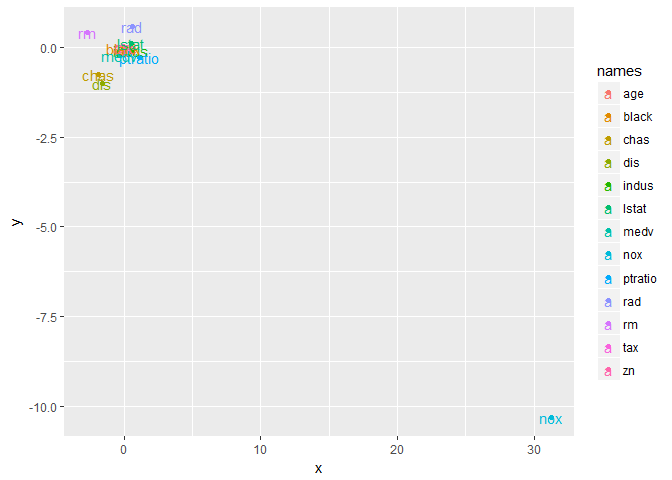 rm
rad
lstat
ptratio
chas
dis
nox
0.0
-2.5
-5.0
-7.5
-10.0
y
0
10
20
30
x
names
a age
a black
a chas
a dis
a indus
a lstat
a medv
a nox
a ptratio
a rad
a rm
a tax
a zn